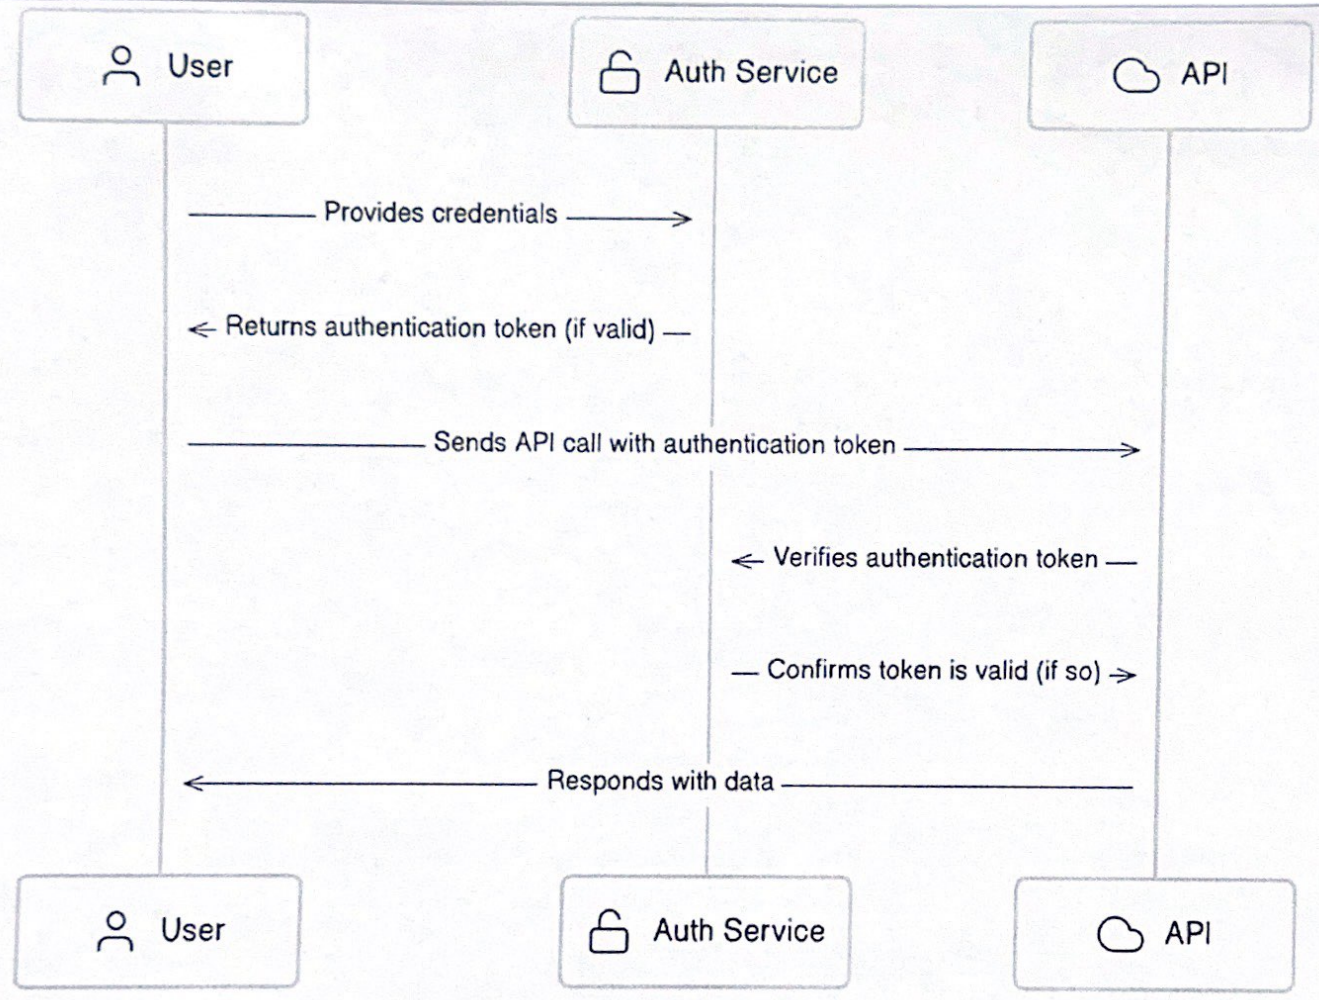 User
Auth Service
API
Provides credentials
Returns authentication token (if valid)
Sends API call with authentication token
Verifies authentication token
Confirms token is valid (if so)
Responds with data
User
Auth Service
API